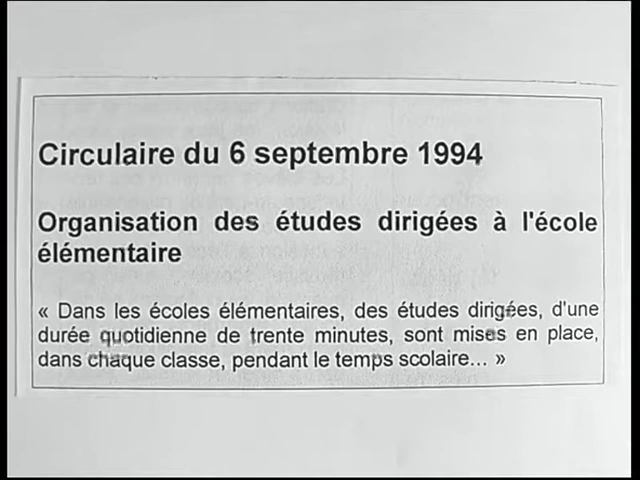 Circulaire du 6 septembre 1994
Organisation des études dirigées à l'école
élémentaire
« Dans les écoles élémentaires, des études dirigées, d'une
durée quotidienne de trente minutes, sont mises en place,
dans chaque classe, pendant le temps scolaire... »